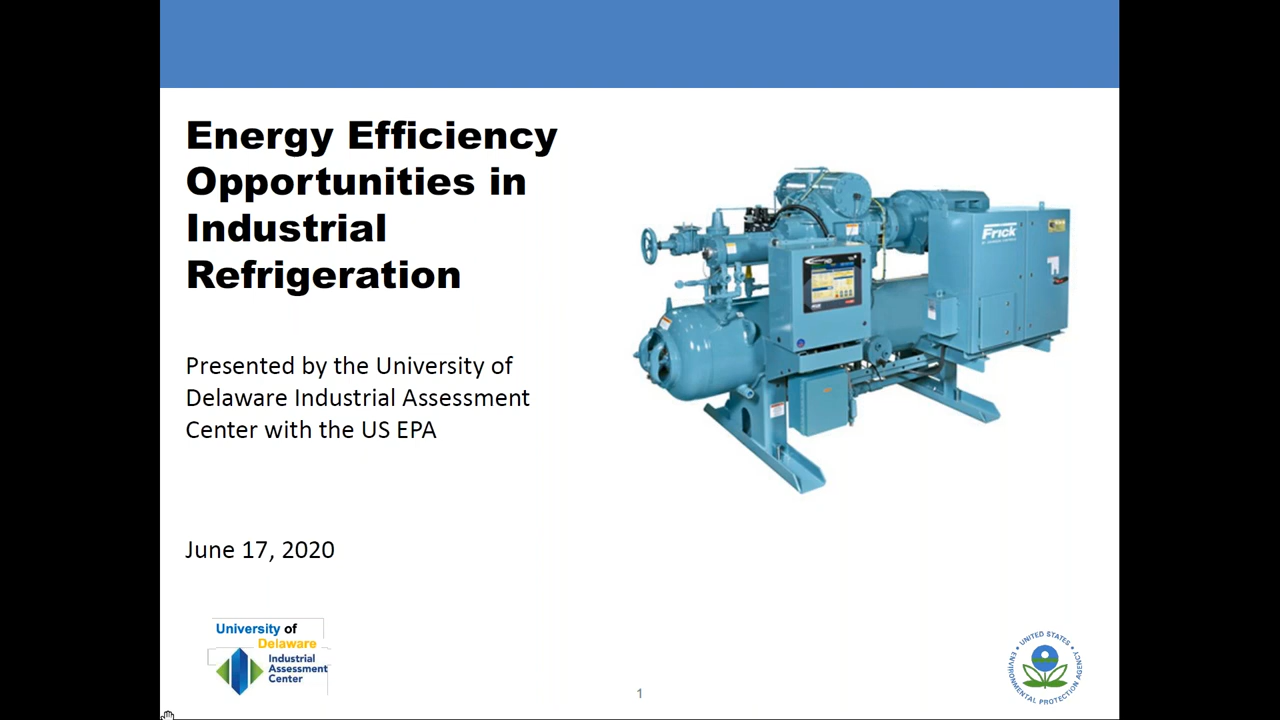 Energy Efficiency
Opportunities in
Industrial
Refrigeration
Frick
Presented by the University of
Delaware Industrial Assessment
Center with the US EPA
June 17, 2020
University of
Delaware
Industrial
Assessment
Center
1
UNITED STATES
ENVIRONMENTAL PROTECTION AGENCY